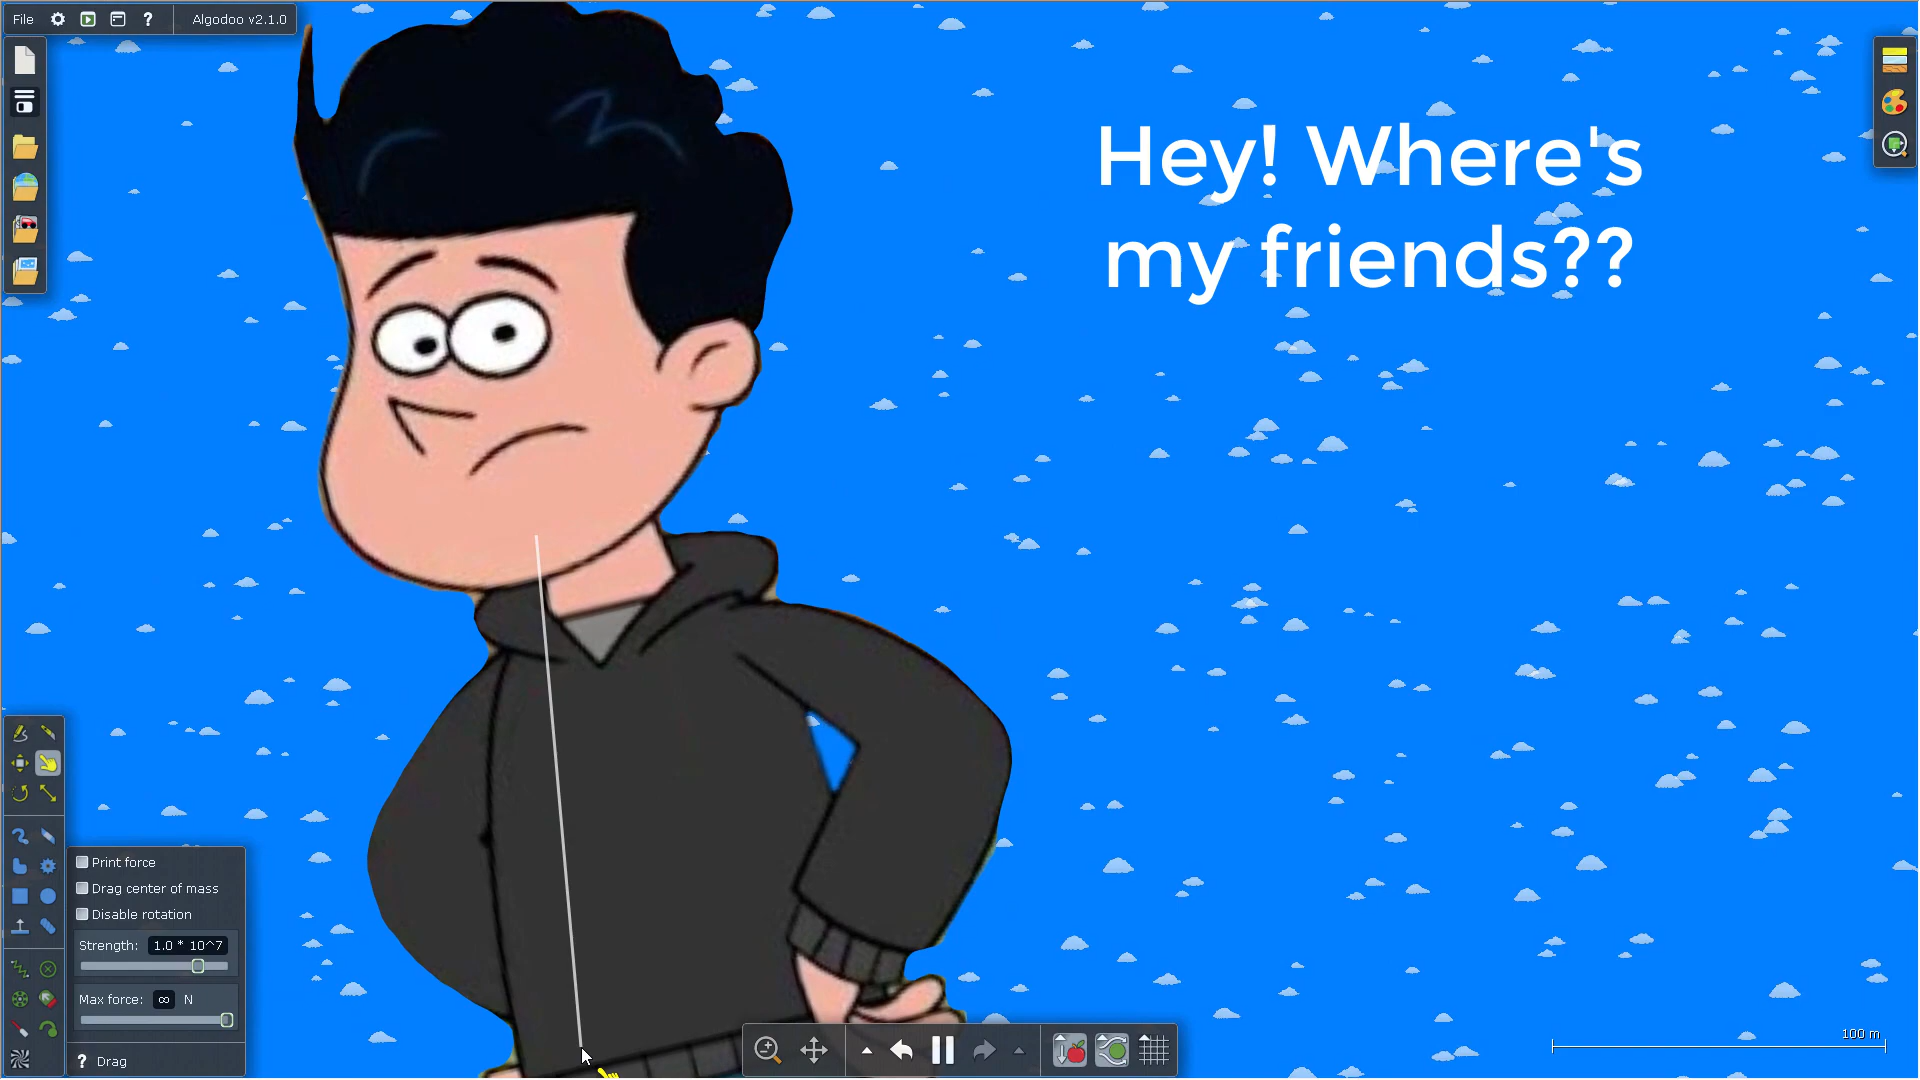 File
?
Algodoo v2.1.0
Hey! Where's
my friends??
Print force
Drag center of mass
Disable rotation
Strength: 1.0 * 10^7
Max force: ∞ N
? Drag
100 m